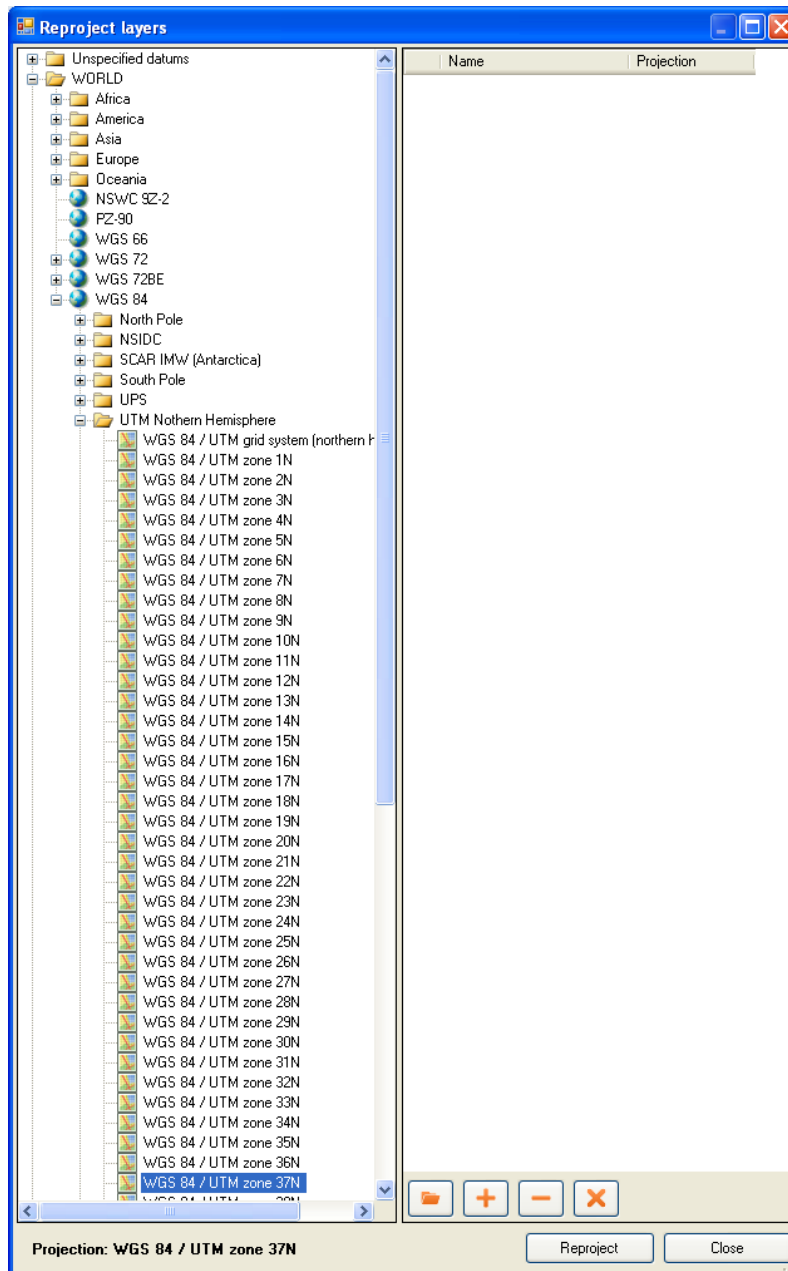 Reproject layers
Unspecified datums
WORLD
Africa
America
Asia
Europe
Oceania
NSWC 9Z-2
PZ-90
WGS 66
WGS 72
WGS 72BE
WGS 84
North Pole
NSIDC
SCAR IMW (Antarctica)
South Pole
UPS
UTM Nothern Hemisphere
WGS 84 / UTM grid system (northern h
WGS 84 / UTM zone 1N
WGS 84 / UTM zone 2N
WGS 84 / UTM zone 3N
WGS 84 / UTM zone 4N
WGS 84 / UTM zone 5N
WGS 84 / UTM zone 6N
WGS 84 / UTM zone 7N
WGS 84 / UTM zone 8N
WGS 84 / UTM zone 9N
WGS 84 / UTM zone 10N
WGS 84 / UTM zone 11N
WGS 84 / UTM zone 12N
WGS 84 / UTM zone 13N
WGS 84 / UTM zone 14N
WGS 84 / UTM zone 15N
WGS 84 / UTM zone 16N
WGS 84 / UTM zone 17N
WGS 84 / UTM zone 18N
WGS 84 / UTM zone 19N
WGS 84 / UTM zone 20N
WGS 84 / UTM zone 21N
WGS 84 / UTM zone 22N
WGS 84 / UTM zone 23N
WGS 84 / UTM zone 24N
WGS 84 / UTM zone 25N
WGS 84 / UTM zone 26N
WGS 84 / UTM zone 27N
WGS 84 / UTM zone 28N
WGS 84 / UTM zone 29N
WGS 84 / UTM zone 30N
WGS 84 / UTM zone 31N
WGS 84 / UTM zone 32N
WGS 84 / UTM zone 33N
WGS 84 / UTM zone 34N
WGS 84 / UTM zone 35N
WGS 84 / UTM zone 36N
WGS 84 / UTM zone 37N
Name Projection
Projection: WGS 84 / UTM zone 37N
Reproject Close